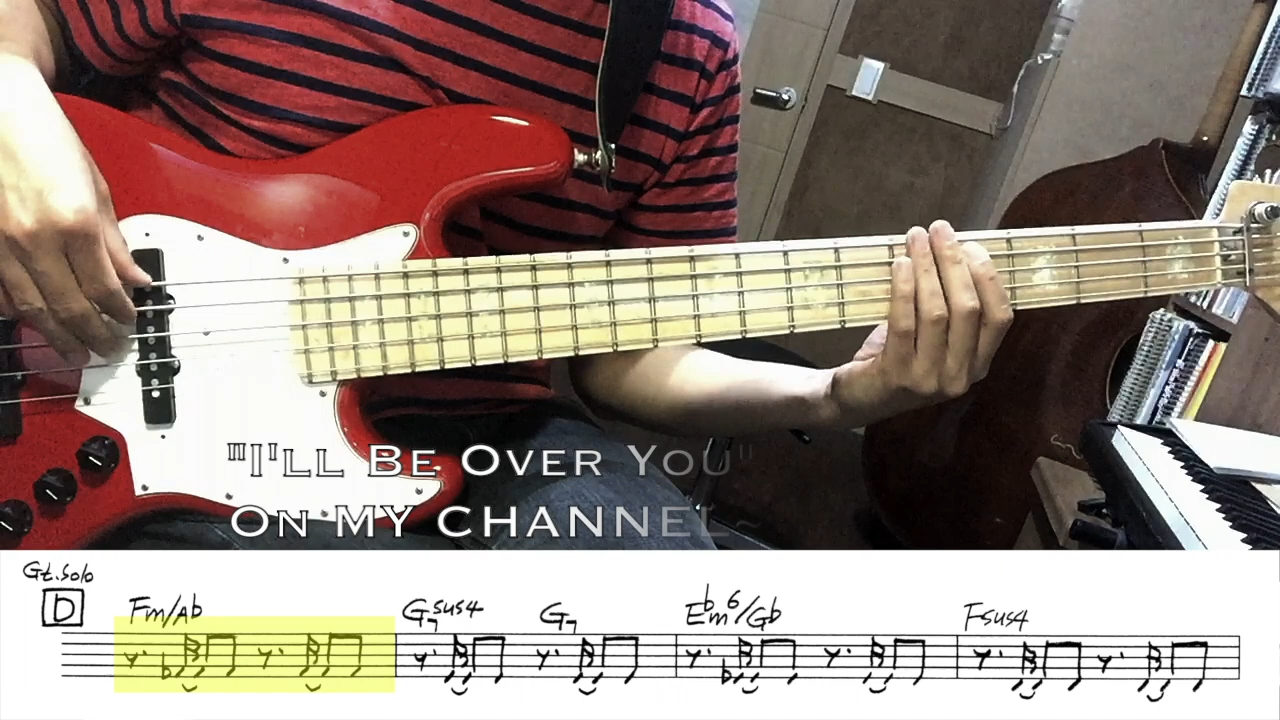 "I'll Be Over You"
On my channel~
Gt. Solo
D
Fm/Ab G7sus4 G7 Ebm6/Gb Fsus4